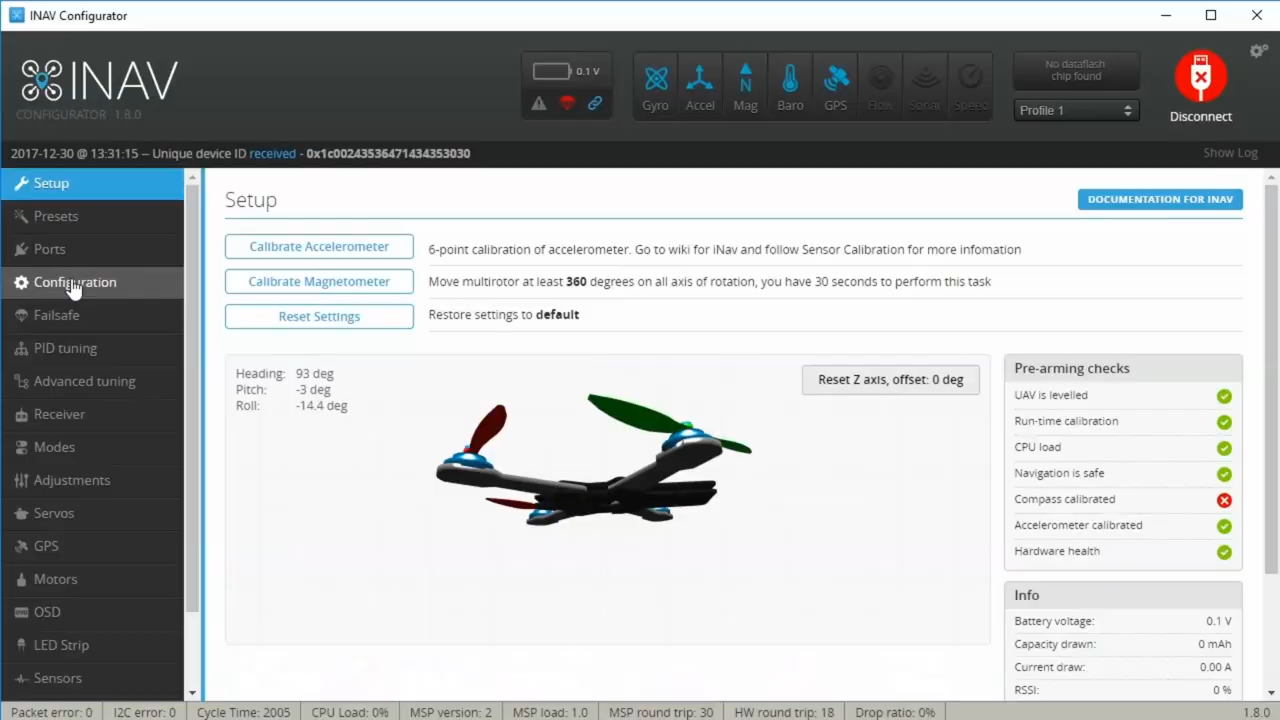 INAV Configurator
INAV
CONFIGURATOR 1.8.0
0.1 V
Gyro
Accel
Mag
Baro
GPS
Flow
Sonar
Speed
No dataflash
chip found
Profile 1
Disconnect
2017-12-30 @ 13:31:15 -- Unique device ID received - 0x1c00243536471434353030
Show Log
Setup
Presets
Ports
Configuration
Failsafe
PID tuning
Advanced tuning
Receiver
Modes
Adjustments
Servos
GPS
Motors
OSD
LED Strip
Sensors
Setup
DOCUMENTATION FOR INAV
Calibrate Accelerometer
6-point calibration of accelerometer. Go to wiki for iNav and follow Sensor Calibration for more infomation
Calibrate Magnetometer
Move multirotor at least 360 degrees on all axis of rotation, you have 30 seconds to perform this task
Reset Settings
Restore settings to default
Heading: 93 deg
Pitch: -3 deg
Roll: -14.4 deg
Reset Z axis, offset: 0 deg
Pre-arming checks
UAV is levelled
Run-time calibration
CPU load
Navigation is safe
Compass calibrated
Accelerometer calibrated
Hardware health
Info
Battery voltage: 0.1 V
Capacity drawn: 0 mAh
Current draw: 0.00 A
RSSI: 0 %
Packet error: 0
I2C error: 0
Cycle Time: 2005
CPU Load: 0%
MSP version: 2
MSP load: 1.0
MSP round trip: 30
HW round trip: 18
Drop ratio: 0%
1.8.0